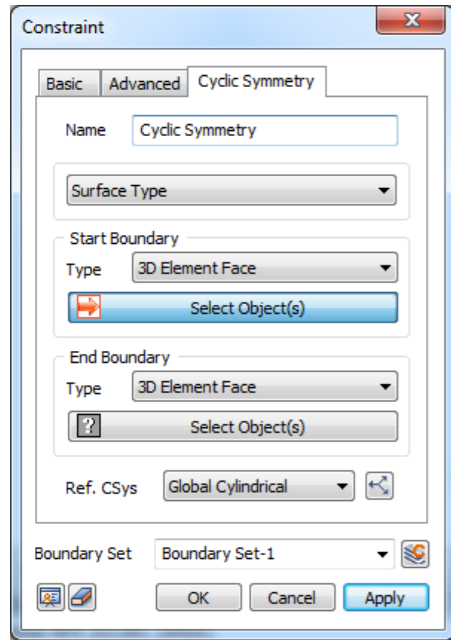 Constraint
Basic Advanced Cyclic Symmetry
Name Cyclic Symmetry
Surface Type
Start Boundary
Type 3D Element Face
Select Object(s)
End Boundary
Type 3D Element Face
? Select Object(s)
Ref. CSys Global Cylindrical
Boundary Set Boundary Set-1
OK Cancel Apply